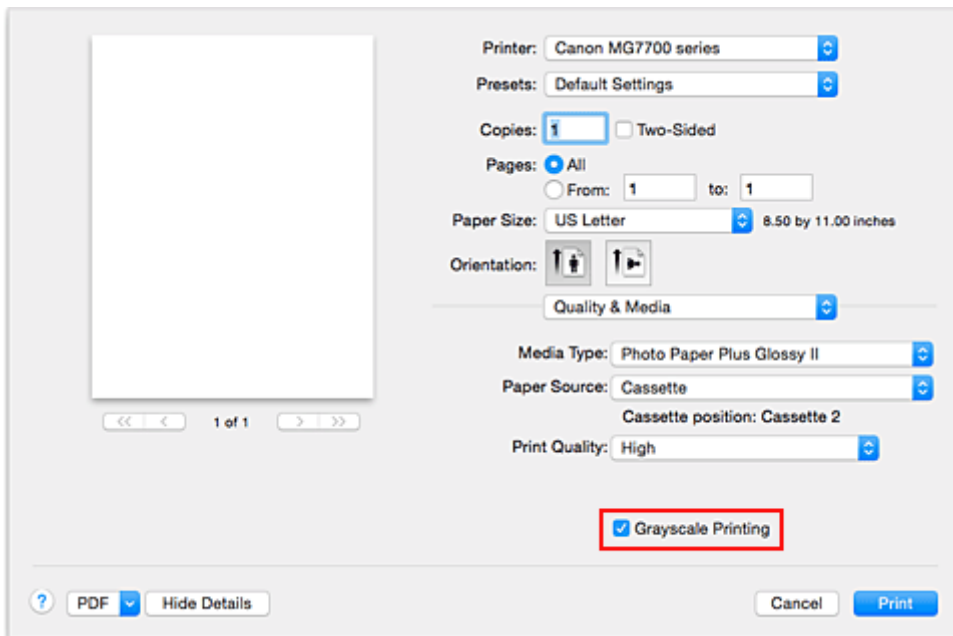 Printer: Canon MG7700 series
Presets: Default Settings
Copies: 1 Two-Sided
Pages: All
From: 1 to: 1
Paper Size: US Letter 8.50 by 11.00 inches
Orientation:
Quality & Media
Media Type: Photo Paper Plus Glossy II
Paper Source: Cassette
Cassette position: Cassette 2
<< < 1 of 1 > >>
Print Quality: High
Grayscale Printing
? PDF Hide Details Cancel Print